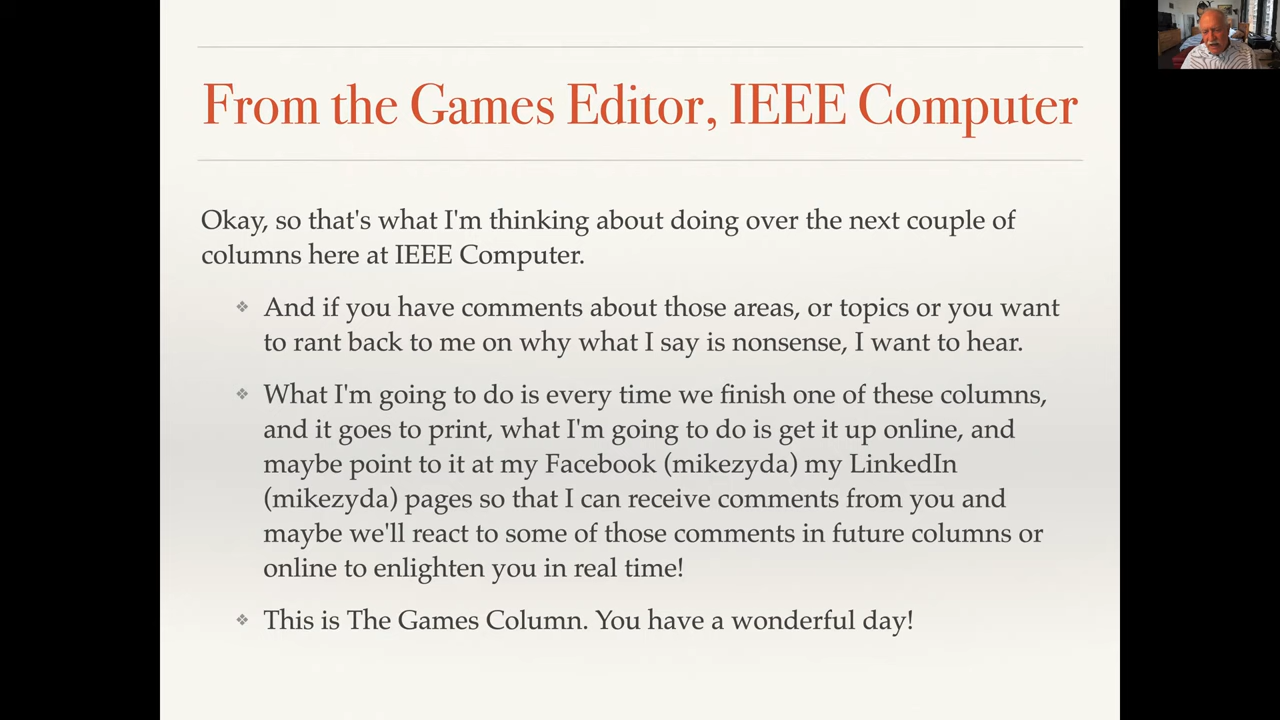 From the Games Editor, IEEE Computer
Okay, so that's what I'm thinking about doing over the next couple of
columns here at IEEE Computer.
And if you have comments about those areas, or topics or you want
to rant back to me on why what I say is nonsense, I want to hear.
What I'm going to do is every time we finish one of these columns,
and it goes to print, what I'm going to do is get it up online, and
maybe point to it at my Facebook (mikezyda) my LinkedIn
(mikezyda) pages so that I can receive comments from you and
maybe we'll react to some of those comments in future columns or
online to enlighten you in real time!
This is The Games Column. You have a wonderful day!